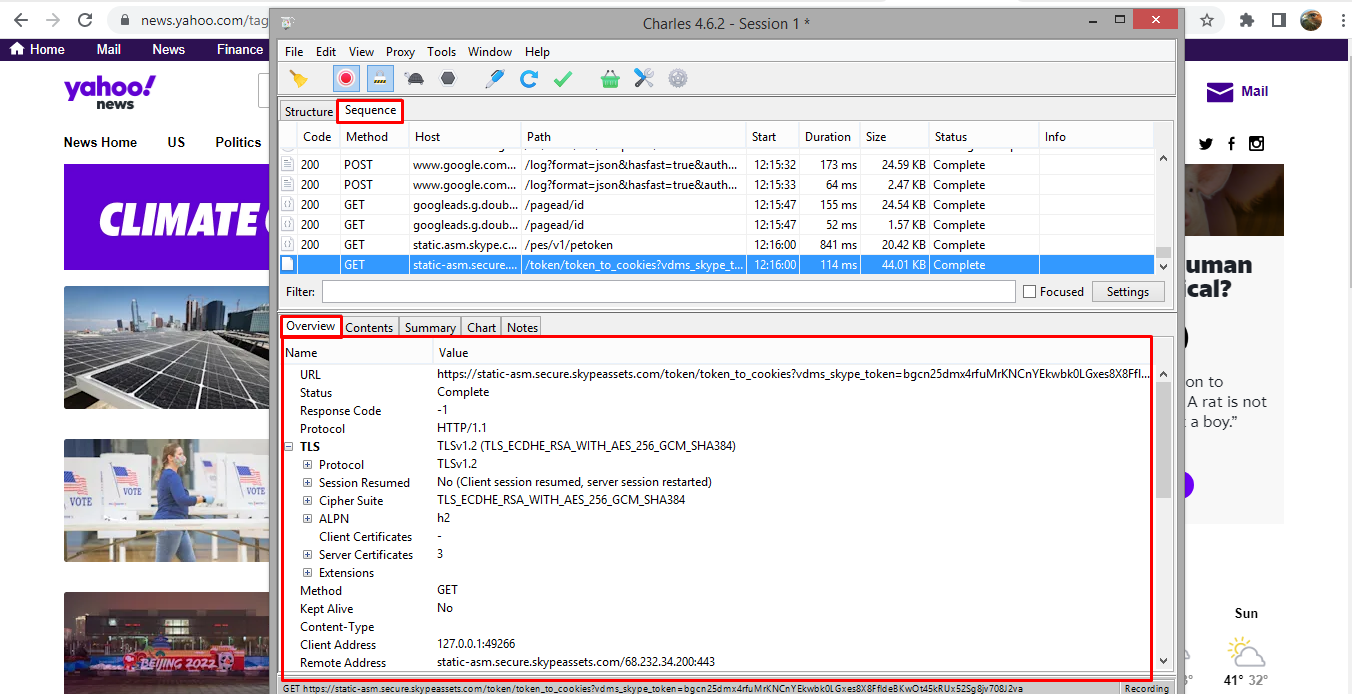 news.yahoo.com/tag
Charles 4.6.2 - Session 1 *
Home Mail News Finance
File Edit View Proxy Tools Window Help
yahoo!
news
Mail
Structure Sequence
News Home US Politics
Code Method Host Path Start Duration Size Status Info
200 POST www.google.com... /log?format=json&hasfast=true&auth... 12:15:32 173 ms 24.59 KB Complete
200 POST www.google.com... /log?format=json&hasfast=true&auth... 12:15:33 64 ms 2.47 KB Complete
200 GET googleads.g.doub... /pagead/id 12:15:47 155 ms 24.54 KB Complete
200 GET googleads.g.doub... /pagead/id 12:15:47 52 ms 1.57 KB Complete
200 GET static.asm.skype.c... /pes/v1/petoken 12:16:00 841 ms 20.42 KB Complete
GET static-asm.secure.... /token/token_to_cookies?vdms_skype_t... 12:16:00 114 ms 44.01 KB Complete
CLIMATE
Filter: Focused Settings
Overview Contents Summary Chart Notes
Name Value
URL https://static-asm.secure.skypeassets.com/token/token_to_cookies?vdms_skype_token=bgcn25dmx4rfuMrKNCnYEkwbk0LGxes8X8FfI...
Status Complete
Response Code -1
Protocol HTTP/1.1
TLS TLSv1.2 (TLS_ECDHE_RSA_WITH_AES_256_GCM_SHA384)
Protocol TLSv1.2
Session Resumed No (Client session resumed, server session restarted)
Cipher Suite TLS_ECDHE_RSA_WITH_AES_256_GCM_SHA384
ALPN h2
Client Certificates -
Server Certificates 3
Extensions
Method GET
Kept Alive No
Content-Type
Client Address 127.0.0.1:49266
Remote Address static-asm.secure.skypeassets.com/68.232.34.200:443
GET https://static-asm.secure.skypeassets.com/token/token_to_cookies?vdms_skype_token=bgcn25dmx4rfuMrKNCnYEkwbk0LGxes8X8FfIdeBKwOt45kRUx52Sg8jv708J2va Recording
VOTE
VOTE
VOTE
BEIJING 2022
uman
ical?
on to
A rat is not
a boy.”
Sun
41° 32°